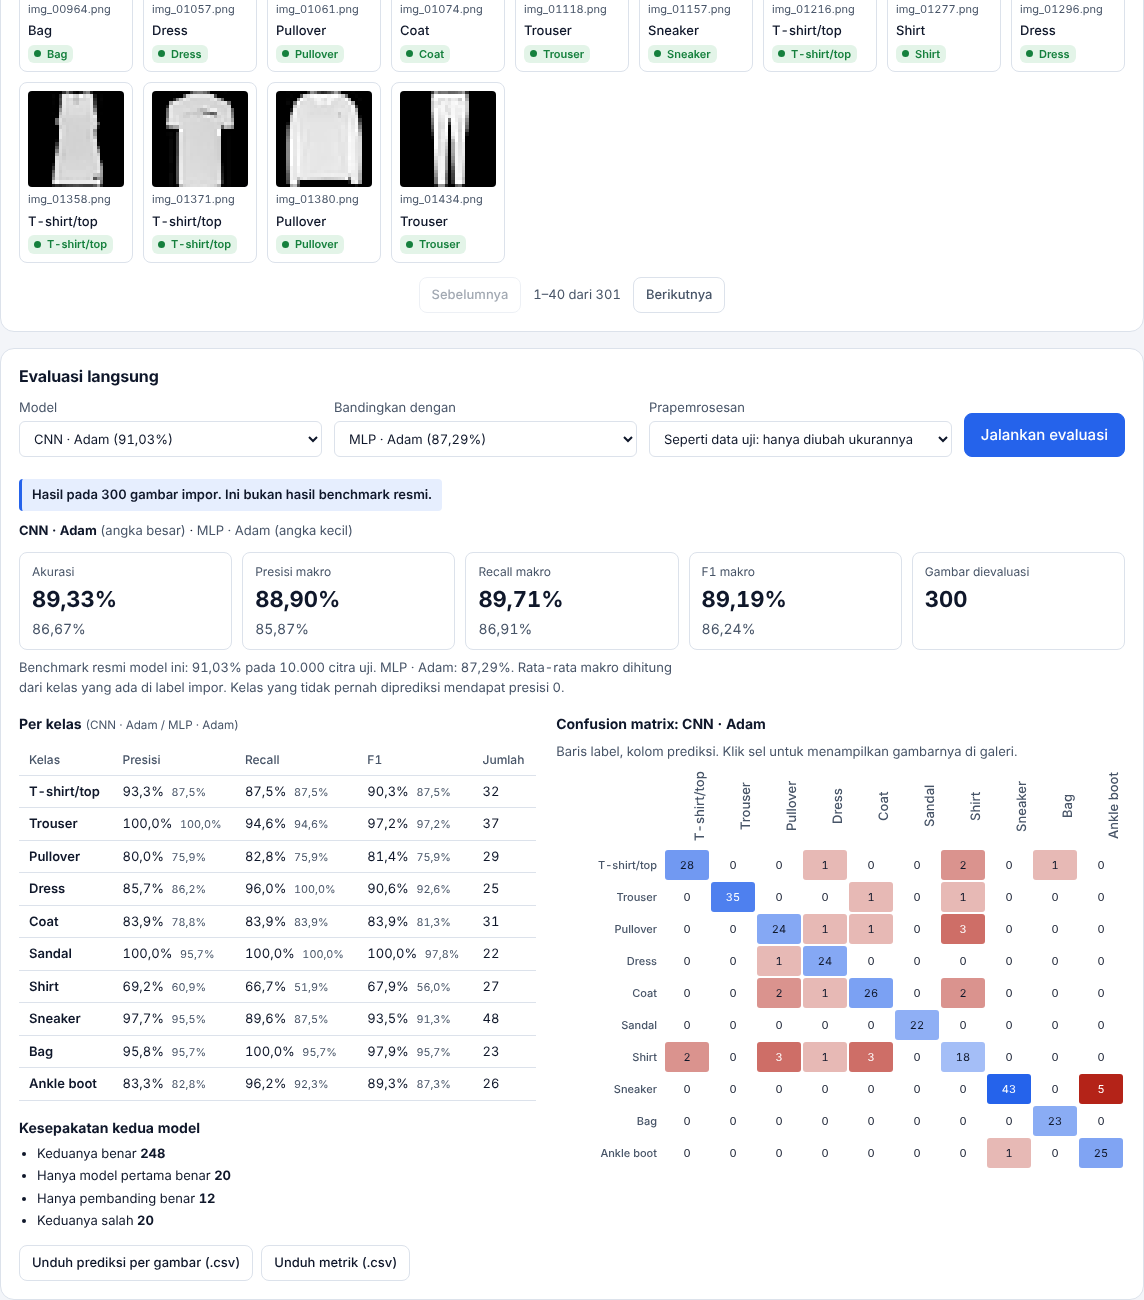 img_00964.png img_01057.png img_01061.png img_01074.png img_01118.png img_01157.png img_01216.png img_01277.png img_01296.png
Bag Dress Pullover Coat Trouser Sneaker T-shirt/top Shirt Dress
Bag Dress Pullover Coat Trouser Sneaker T-shirt/top Shirt Dress
img_01358.png img_01371.png img_01380.png img_01434.png
T-shirt/top T-shirt/top Pullover Trouser
T-shirt/top T-shirt/top Pullover Trouser
Sebelumnya 1–40 dari 301 Berikutnya
Evaluasi langsung
Model Bandingkan dengan Prapemrosesan
CNN · Adam (91,03%) MLP · Adam (87,29%) Seperti data uji: hanya diubah ukurannya Jalankan evaluasi
Hasil pada 300 gambar impor. Ini bukan hasil benchmark resmi.
CNN · Adam (angka besar) · MLP · Adam (angka kecil)
Akurasi Presisi makro Recall makro F1 makro Gambar dievaluasi
89,33% 88,90% 89,71% 89,19% 300
86,67% 85,87% 86,91% 86,24%
Benchmark resmi model ini: 91,03% pada 10.000 citra uji. MLP · Adam: 87,29%. Rata-rata makro dihitung
dari kelas yang ada di label impor. Kelas yang tidak pernah diprediksi mendapat presisi 0.
Per kelas (CNN · Adam / MLP · Adam)
Kelas Presisi Recall F1 Jumlah
T-shirt/top 93,3% 87,5% 87,5% 87,5% 90,3% 87,5% 32
Trouser 100,0% 100,0% 94,6% 94,6% 97,2% 97,2% 37
Pullover 80,0% 75,9% 82,8% 75,9% 81,4% 75,9% 29
Dress 85,7% 86,2% 96,0% 100,0% 90,6% 92,6% 25
Coat 83,9% 78,8% 83,9% 83,9% 83,9% 81,3% 31
Sandal 100,0% 95,7% 100,0% 100,0% 100,0% 97,8% 22
Shirt 69,2% 60,9% 66,7% 51,9% 67,9% 56,0% 27
Sneaker 97,7% 95,5% 89,6% 87,5% 93,5% 91,3% 48
Bag 95,8% 95,7% 100,0% 95,7% 97,9% 95,7% 23
Ankle boot 83,3% 82,8% 96,2% 92,3% 89,3% 87,3% 26
Kesepakatan kedua model
• Keduanya benar 248
• Hanya model pertama benar 20
• Hanya pembanding benar 12
• Keduanya salah 20
Unduh prediksi per gambar (.csv) Unduh metrik (.csv)
Confusion matrix: CNN · Adam
Baris label, kolom prediksi. Klik sel untuk menampilkan gambarnya di galeri.
T-shirt/top Trouser Pullover Dress Coat Sandal Shirt Sneaker Bag Ankle boot
T-shirt/top 28 0 0 1 0 0 2 0 1 0
Trouser 0 35 0 0 1 0 1 0 0 0
Pullover 0 0 24 1 1 0 3 0 0 0
Dress 0 0 1 24 0 0 0 0 0 0
Coat 0 0 2 1 26 0 2 0 0 0
Sandal 0 0 0 0 0 22 0 0 0 0
Shirt 2 0 3 1 3 0 18 0 0 0
Sneaker 0 0 0 0 0 0 0 43 0 5
Bag 0 0 0 0 0 0 0 0 23 0
Ankle boot 0 0 0 0 0 0 0 1 0 25